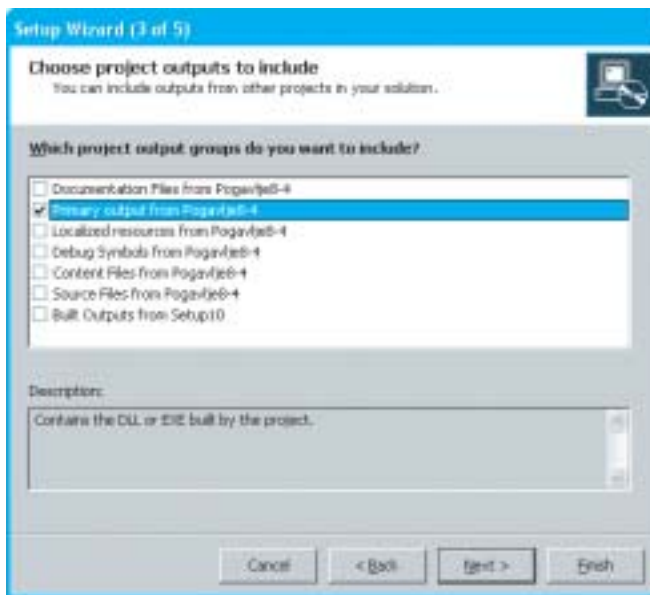 Setup Wizard (3 of 5)
Choose project outputs to include
You can include outputs from other projects in your solution.
Which project output groups do you want to include?
Documentation Files from Pogavlje8-4
Primary output from Pogavlje8-4
Localized resources from Pogavlje8-4
Debug Symbols from Pogavlje8-4
Content Files from Pogavlje8-4
Source Files from Pogavlje8-4
Built Outputs from Setup10
Description:
Contains the DLL or EXE built by the project.
Cancel
< Back
Next >
Finish